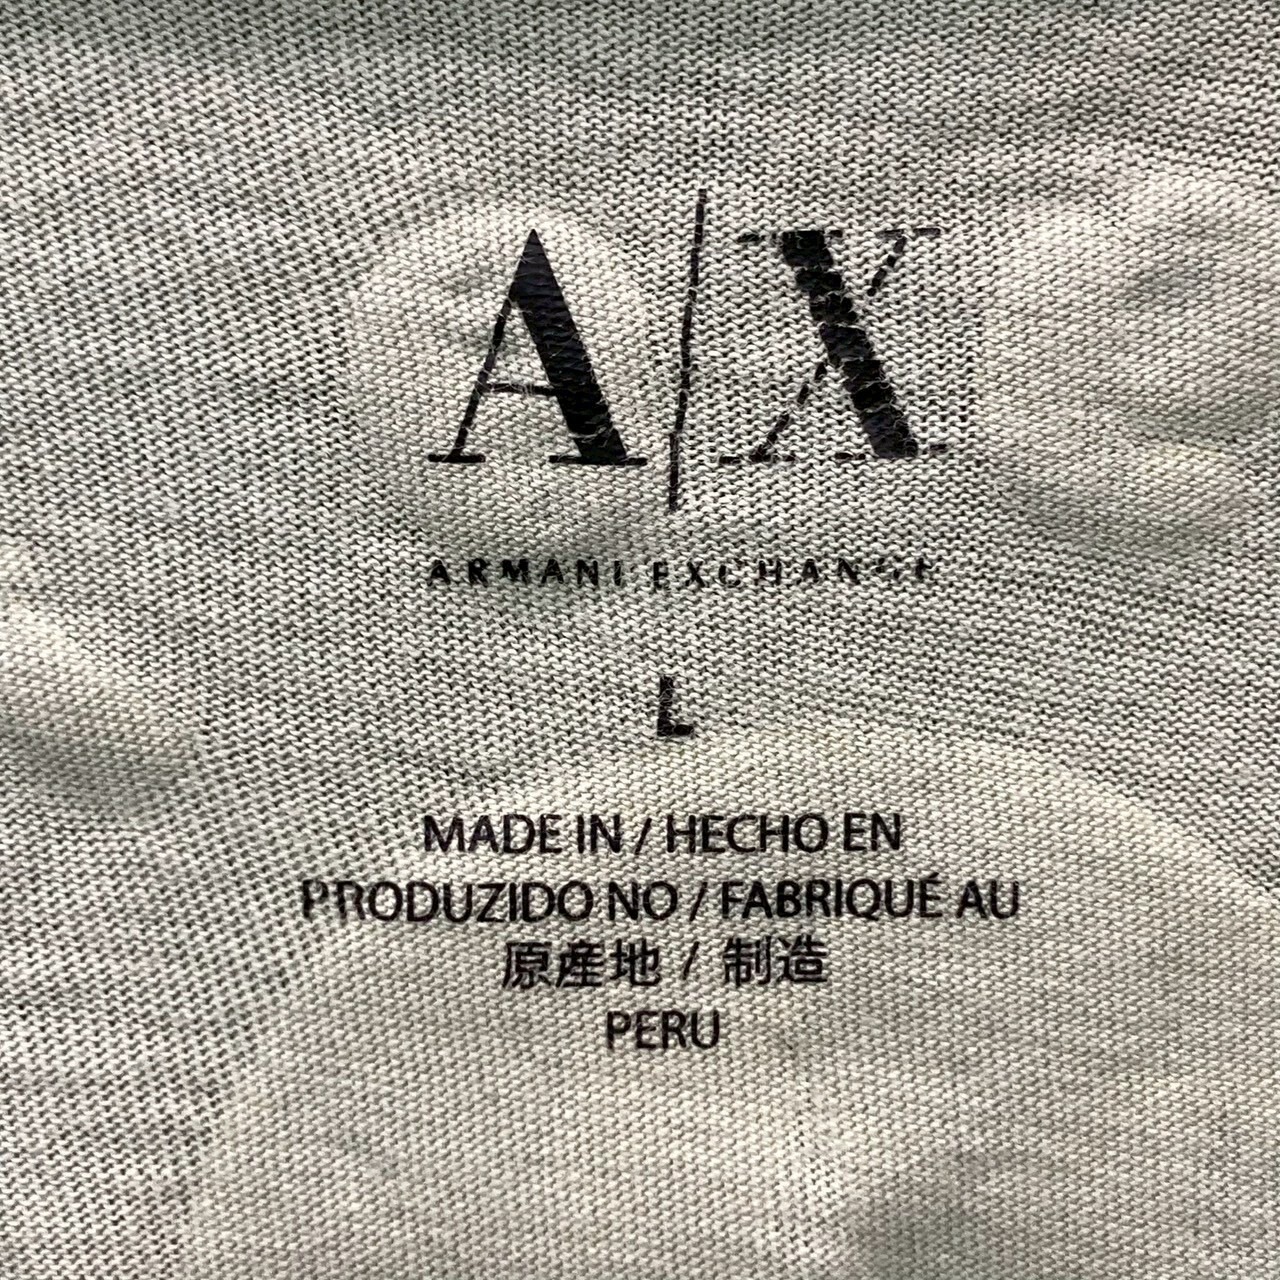 A/X
ARMANI EXCHANGE
L
MADE IN / HECHO EN
PRODUZIDO NO / FABRIQUÉ AU
原産地 / 制造
PERU